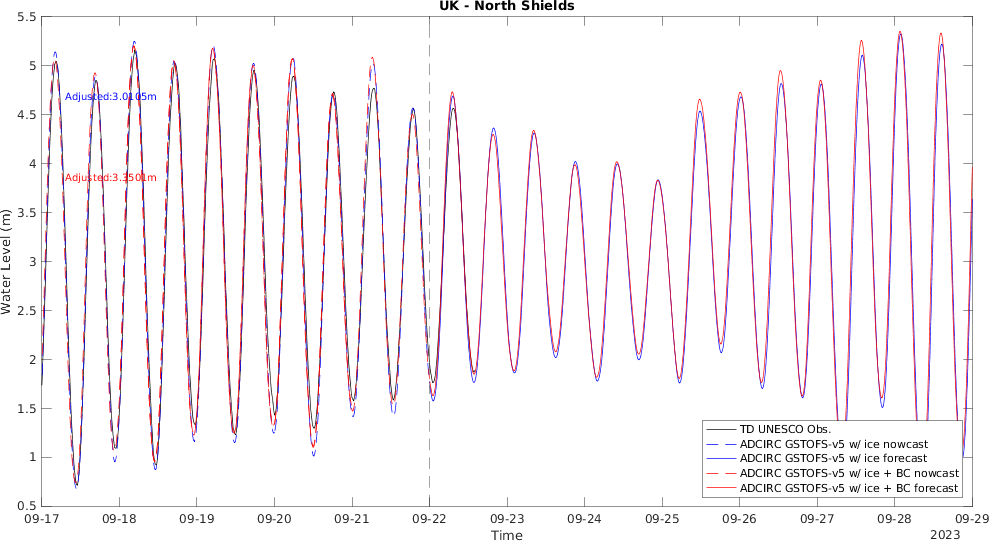 UK - North Shields
5.5
5
4.5
4
3.5
3
2.5
2
1.5
1
0.5
Water Level (m)
Adjusted:3.0105m
Adjusted:3.3501m
TD UNESCO Obs.
ADCIRC GSTOFS-v5 w/ ice nowcast
ADCIRC GSTOFS-v5 w/ ice forecast
ADCIRC GSTOFS-v5 w/ ice + BC nowcast
ADCIRC GSTOFS-v5 w/ ice + BC forecast
09-17 09-18 09-19 09-20 09-21 09-22 09-23 09-24 09-25 09-26 09-27 09-28 09-29
Time
2023